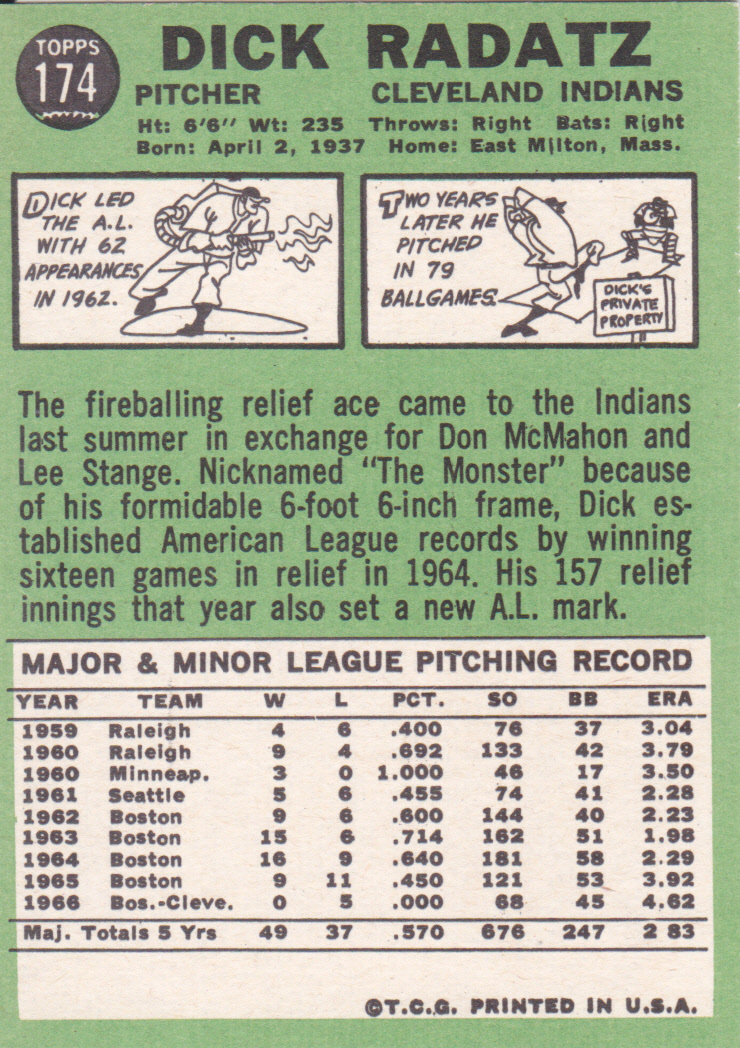 TOPPS
174
DICK RADATZ
PITCHER CLEVELAND INDIANS
Ht: 6'6" Wt: 235 Throws: Right Bats: Right
Born: April 2, 1937 Home: East Milton, Mass.
DICK LED
THE A.L.
WITH 62
APPEARANCES
IN 1962.
TWO YEARS
LATER HE
PITCHED
IN 79
BALLGAMES.
DICK'S
PRIVATE
PROPERTY
The fireballing relief ace came to the Indians
last summer in exchange for Don McMahon and
Lee Stange. Nicknamed "The Monster" because
of his formidable 6-foot 6-inch frame, Dick es-
tablished American League records by winning
sixteen games in relief in 1964. His 157 relief
innings that year also set a new A.L. mark.
MAJOR & MINOR LEAGUE PITCHING RECORD
YEAR TEAM W L PCT. SO BB ERA
1959 Raleigh 4 6 .400 76 37 3.04
1960 Raleigh 9 4 .692 133 42 3.79
1960 Minneap. 3 0 1.000 46 17 3.50
1961 Seattle 5 6 .455 74 41 2.28
1962 Boston 9 6 .600 144 40 2.23
1963 Boston 15 6 .714 162 51 1.98
1964 Boston 16 9 .640 181 58 2.29
1965 Boston 9 11 .450 121 53 3.92
1966 Bos.-Cleve. 0 5 .000 68 45 4.62
Maj. Totals 5 Yrs 49 37 .570 676 247 2 83
©T.C.G. PRINTED IN U.S.A.